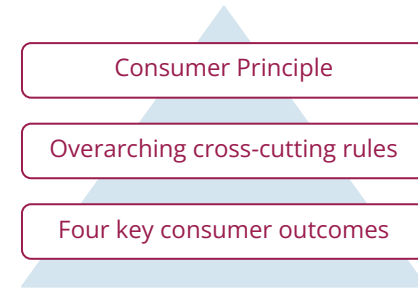 Consumer Principle
Overarching cross-cutting rules
Four key consumer outcomes